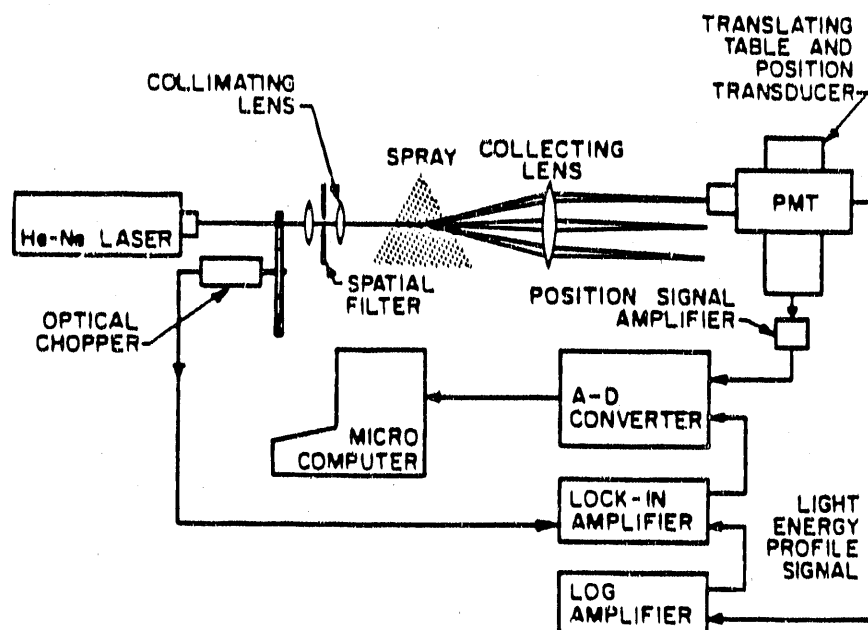 TRANSLATING
TABLE AND
POSITION
TRANSDUCER
COLLIMATING
LENS
SPRAY
COLLECTING
LENS
He-Ne LASER
PMT
SPATIAL
FILTER
OPTICAL
CHOPPER
POSITION SIGNAL
AMPLIFIER
A-D
CONVERTER
MICRO
COMPUTER
LOCK-IN
AMPLIFIER
LIGHT
ENERGY
PROFILE
SIGNAL
LOG
AMPLIFIER